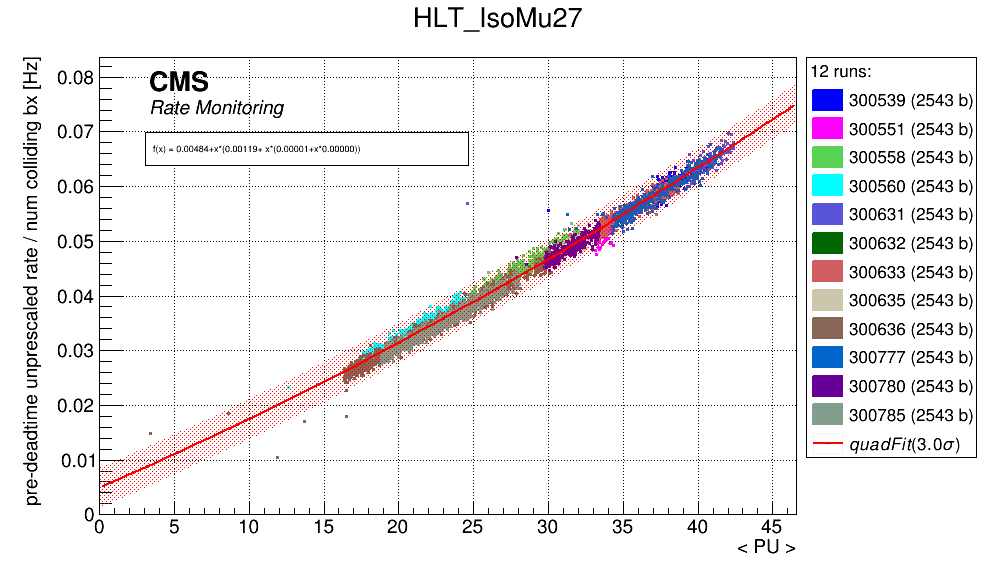 HLT_IsoMu27
pre-deadtime unprescaled rate / num colliding bx [Hz]
CMS
Rate Monitoring
f(x) = 0.00484+x*(0.00119+ x*(0.00001+x*0.00000))
0.08
0.07
0.06
0.05
0.04
0.03
0.02
0.01
0
0 5 10 15 20 25 30 35 40 45
< PU >
12 runs:
300539 (2543 b)
300551 (2543 b)
300558 (2543 b)
300560 (2543 b)
300631 (2543 b)
300632 (2543 b)
300633 (2543 b)
300635 (2543 b)
300636 (2543 b)
300777 (2543 b)
300780 (2543 b)
300785 (2543 b)
quadFit(3.0σ)